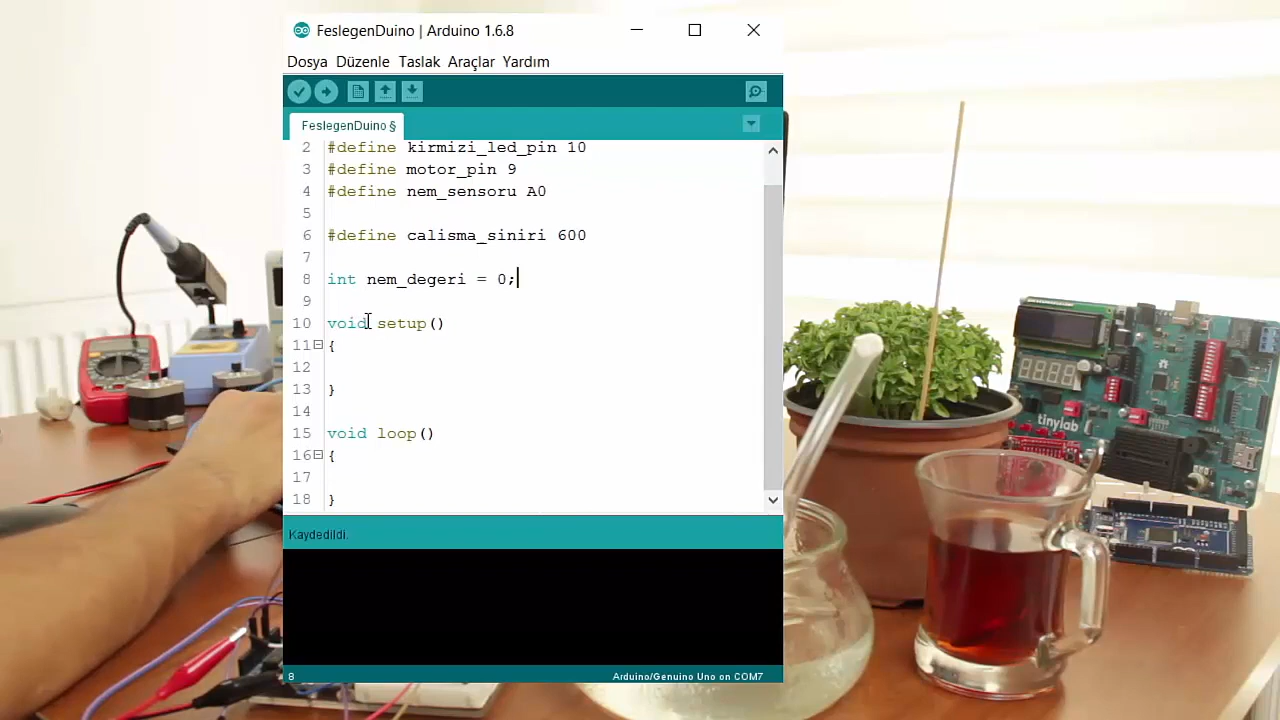 FeslegenDuino | Arduino 1.6.8
Dosya Düzenle Taslak Araçlar Yardım
FeslegenDuino §
2 #define kirmizi_led_pin 10
3 #define motor_pin 9
4 #define nem_sensoru A0
5
6 #define calisma_siniri 600
7
8 int nem_degeri = 0;
9
10 void setup()
11 {
12
13 }
14
15 void loop()
16 {
17
18 }
Kaydedildi.
8 Arduino/Genuino Uno on COM7
tinylab